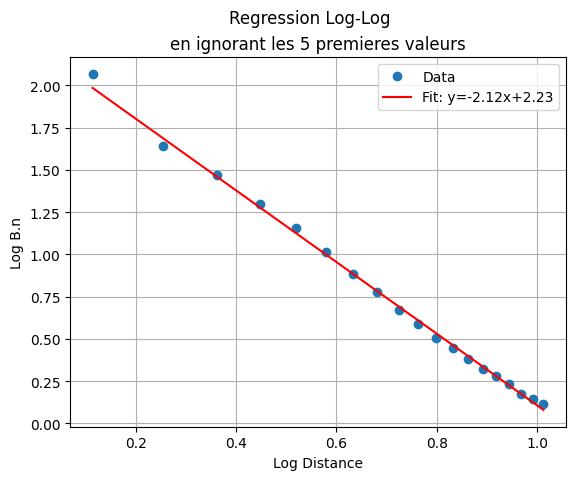 Regression Log-Log
en ignorant les 5 premieres valeurs
Data
Fit: y=-2.12x+2.23
2.00
1.75
1.50
1.25
1.00
0.75
0.50
0.25
0.00
Log B.n
0.2 0.4 0.6 0.8 1.0
Log Distance